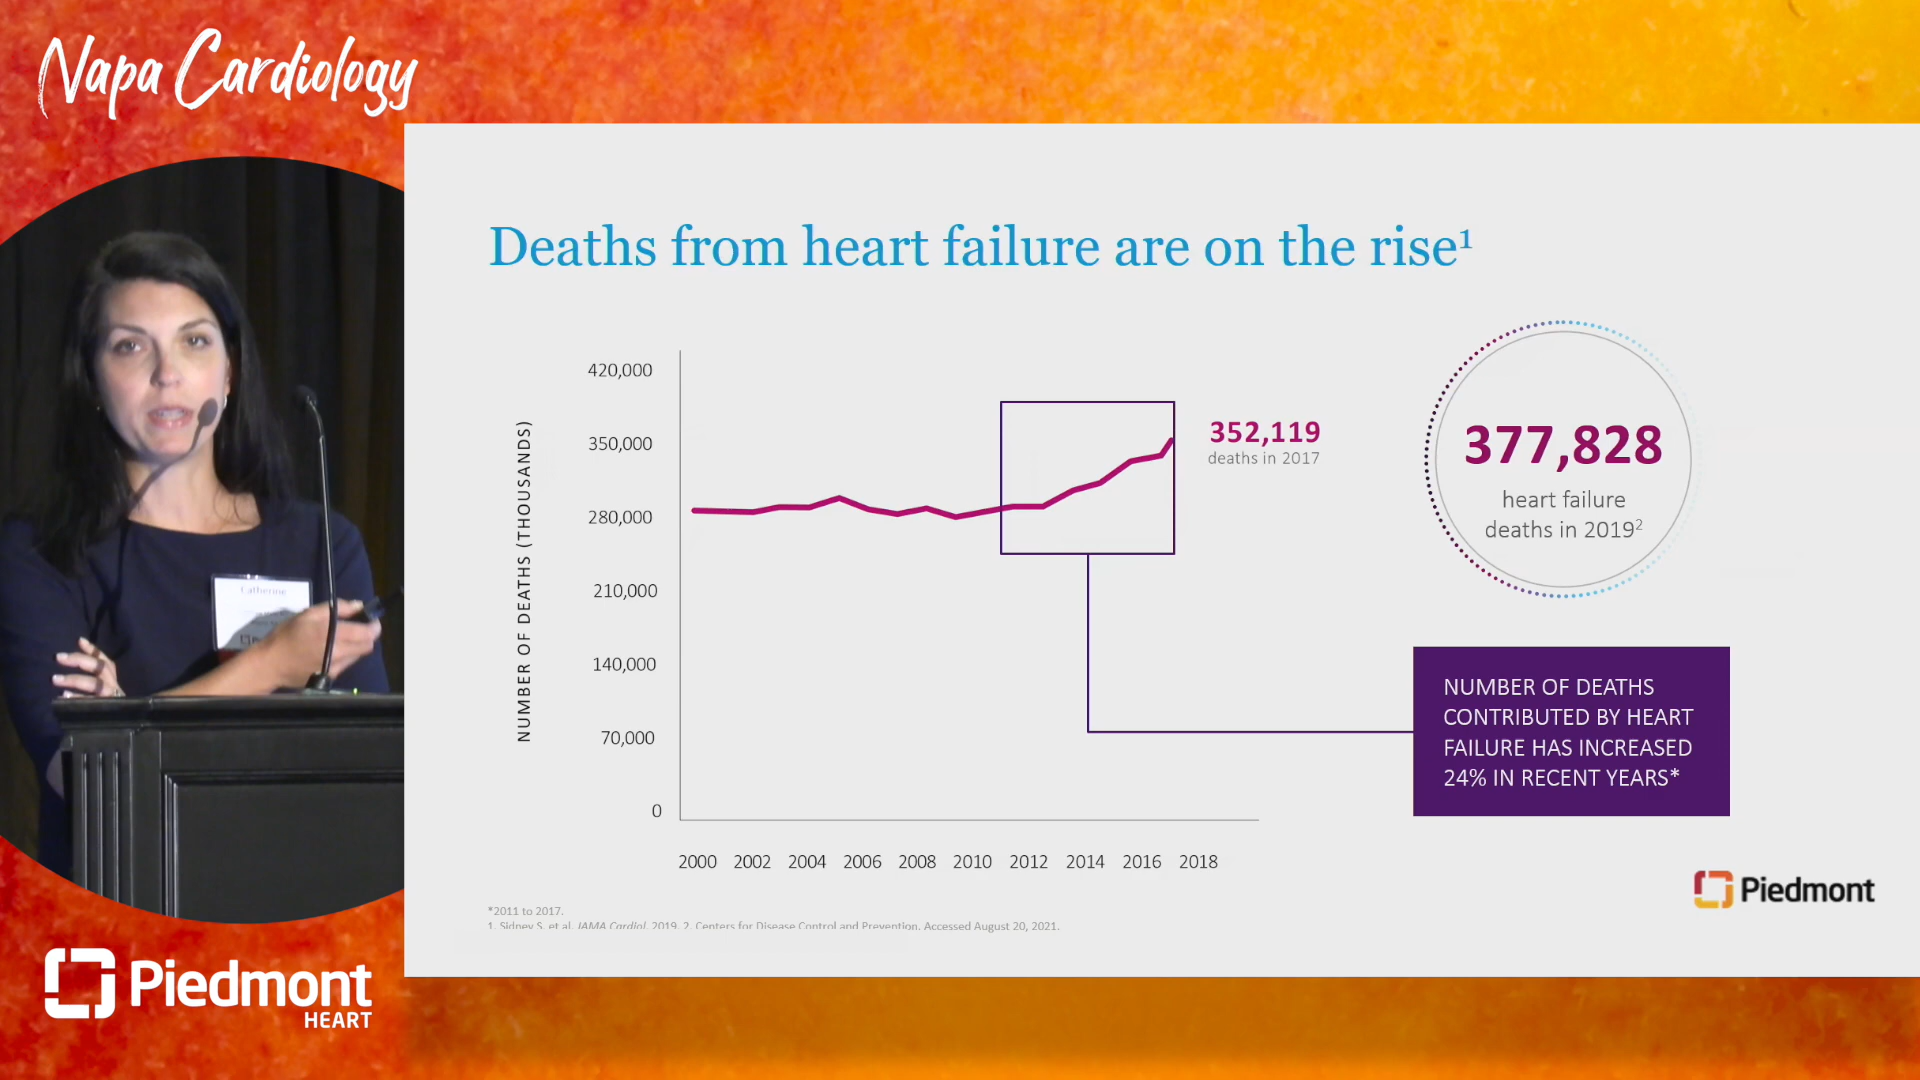 Napa Cardiology
Deaths from heart failure are on the rise¹
NUMBER OF DEATHS (THOUSANDS)
420,000
350,000
280,000
210,000
140,000
70,000
0
2000 2002 2004 2006 2008 2010 2012 2014 2016 2018
352,119
deaths in 2017
377,828
heart failure
deaths in 2019²
NUMBER OF DEATHS
CONTRIBUTED BY HEART
FAILURE HAS INCREASED
24% IN RECENT YEARS*
*2011 to 2017.
1. Sidney S, et al. JAMA Cardiol. 2019. 2. Centers for Disease Control and Prevention. Accessed August 20, 2021.
Piedmont
Catherine
Piedmont
HEART